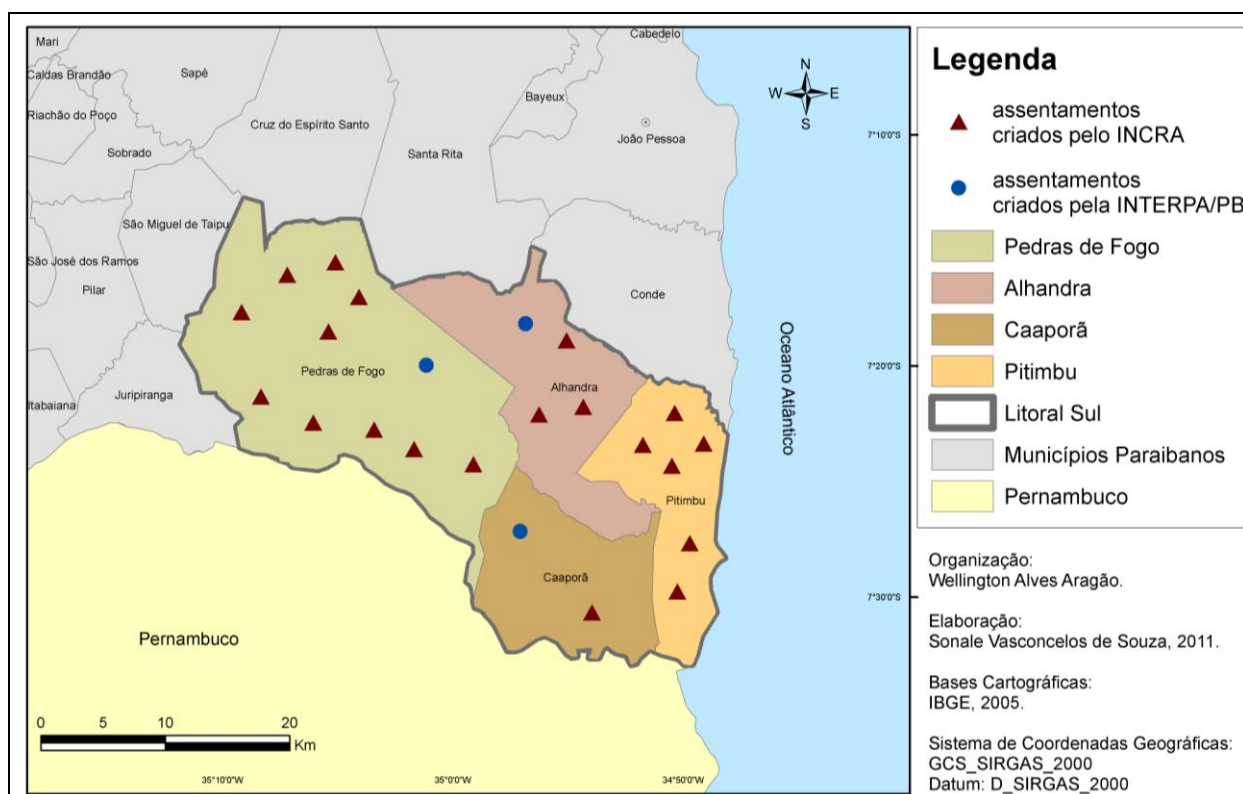 Mari
Caldas Brandão
Riachão do Poço
Sapé
Sobrado
Cruz do Espírito Santo
Santa Rita
Cabedelo
Bayeux
João Pessoa
São Miguel de Taipu
São José dos Ramos
Pilar
Itabaiana
Juripiranga
Conde
Pedras de Fogo
Alhandra
Pitimbu
Caaporã
Pernambuco
Oceano Atlântico
N
W
E
S
7°10'0"S
7°20'0"S
7°30'0"S
0
10
20
Km
35°10'0"W
35°0'0"W
34°50'0"W
Legenda
assentamentos
criados pelo INCRA
assentamentos
criados pela INTERPA/PB
Pedras de Fogo
Alhandra
Caaporã
Pitimbu
Litoral Sul
Municípios Paraibanos
Pernambuco
Organização:
Wellington Alves Aragão.
Elaboração:
Sonale Vasconcelos de Souza, 2011.
Bases Cartográficas:
IBGE, 2005.
Sistema de Coordenadas Geográficas:
GCS_SIRGAS_2000
Datum: D_SIRGAS_2000